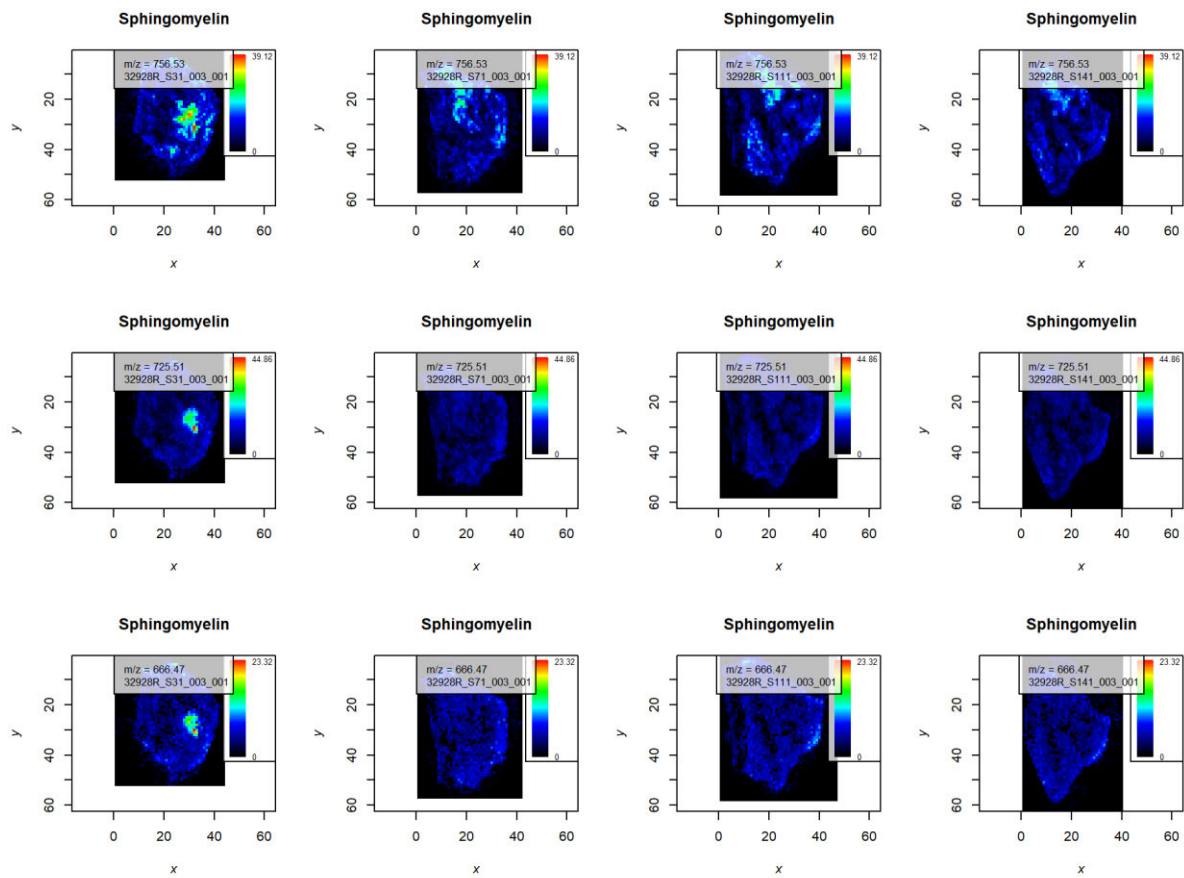 Sphingomyelin Sphingomyelin Sphingomyelin Sphingomyelin
m/z = 756.53 39.12 m/z = 756.53 39.12 m/z = 756.53 39.12 m/z = 756.53 39.12
32928R_S31_003_001 32928R_S71_003_001 32928R_S111_003_001 32928R_S141_003_001
20 20 20 20
y y y y
40 0 40 0 40 0 40 0
60 60 60 60
0 20 40 60 0 20 40 60 0 20 40 60 0 20 40 60
x x x x
Sphingomyelin Sphingomyelin Sphingomyelin Sphingomyelin
m/z = 725.51 44.86 m/z = 725.51 44.86 m/z = 725.51 44.86 m/z = 725.51 44.86
32928R_S31_003_001 32928R_S71_003_001 32928R_S111_003_001 32928R_S141_003_001
20 20 20 20
y y y y
40 0 40 0 40 0 40 0
60 60 60 60
0 20 40 60 0 20 40 60 0 20 40 60 0 20 40 60
x x x x
Sphingomyelin Sphingomyelin Sphingomyelin Sphingomyelin
m/z = 666.47 23.32 m/z = 666.47 23.32 m/z = 666.47 23.32 m/z = 666.47 23.32
32928R_S31_003_001 32928R_S71_003_001 32928R_S111_003_001 32928R_S141_003_001
20 20 20 20
y y y y
40 0 40 0 40 0 40 0
60 60 60 60
0 20 40 60 0 20 40 60 0 20 40 60 0 20 40 60
x x x x